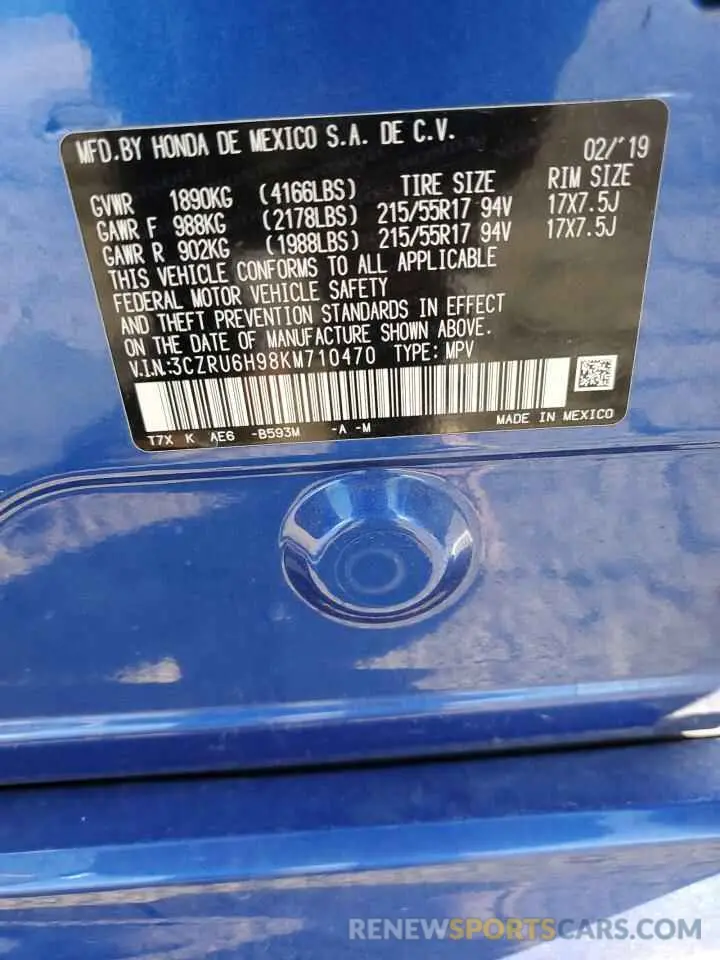 MFD.BY HONDA DE MEXICO S.A. DE C.V. 02/'19
GVWR 1890KG (4166LBS) TIRE SIZE RIM SIZE
GAWR F 988KG (2178LBS) 215/55R17 94V 17X7.5J
GAWR R 902KG (1988LBS) 215/55R17 94V 17X7.5J
THIS VEHICLE CONFORMS TO ALL APPLICABLE
FEDERAL MOTOR VEHICLE SAFETY
AND THEFT PREVENTION STANDARDS IN EFFECT
ON THE DATE OF MANUFACTURE SHOWN ABOVE.
V.I.N:3CZRU6H98KM710470 TYPE: MPV
T7X K AE6 -B593M -A -M MADE IN MEXICO
RENEWSPORTSCARS.COM